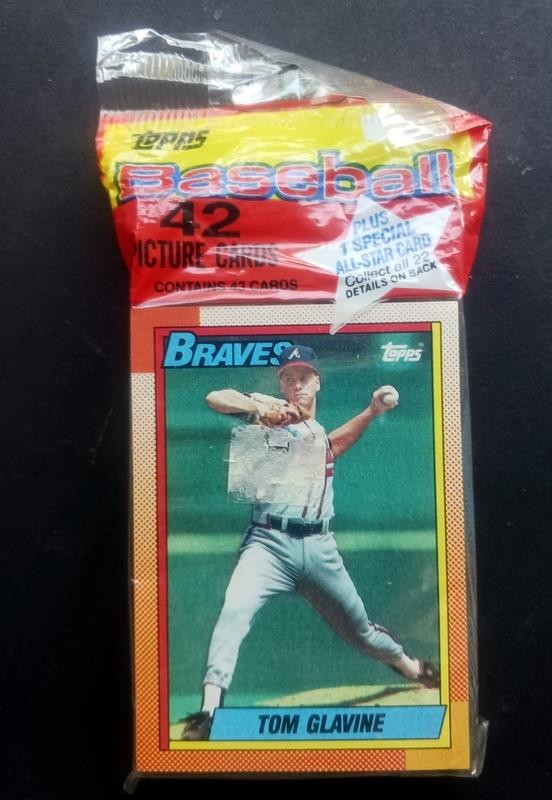 TOPPS
Baseball
42
PICTURE CARDS
CONTAINS 43 CARDS
PLUS
1 SPECIAL
ALL-STAR CARD
Collect all 22
DETAILS ON BACK
BRAVES
A
TOPPS
TOM GLAVINE